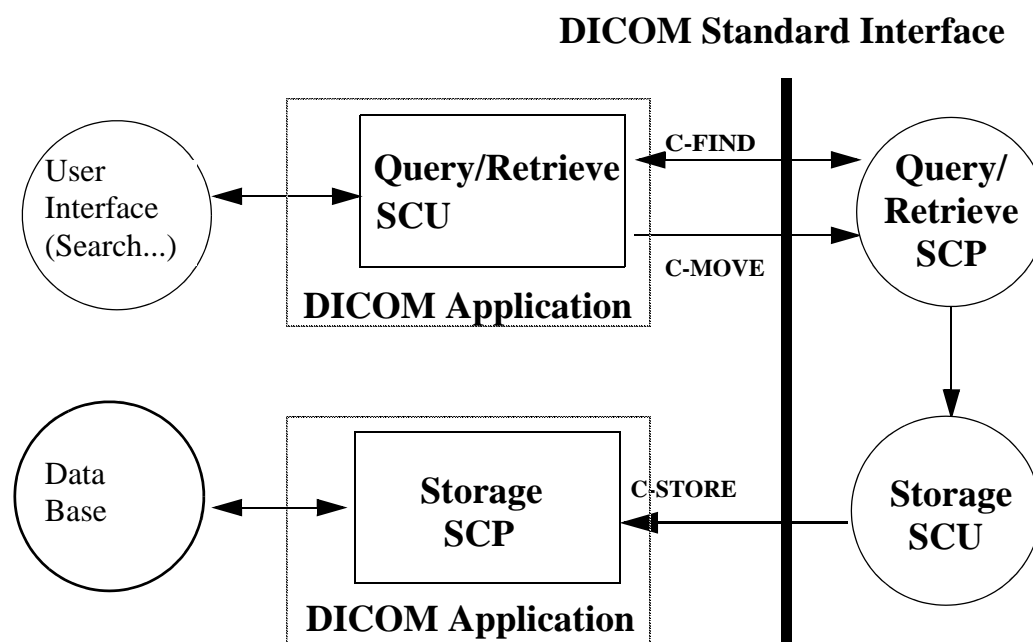 DICOM Standard Interface
User
Interface
(Search...)
Query/Retrieve
SCU
DICOM Application
C-FIND
C-MOVE
Query/
Retrieve
SCP
Data
Base
Storage
SCP
DICOM Application
C-STORE
Storage
SCU